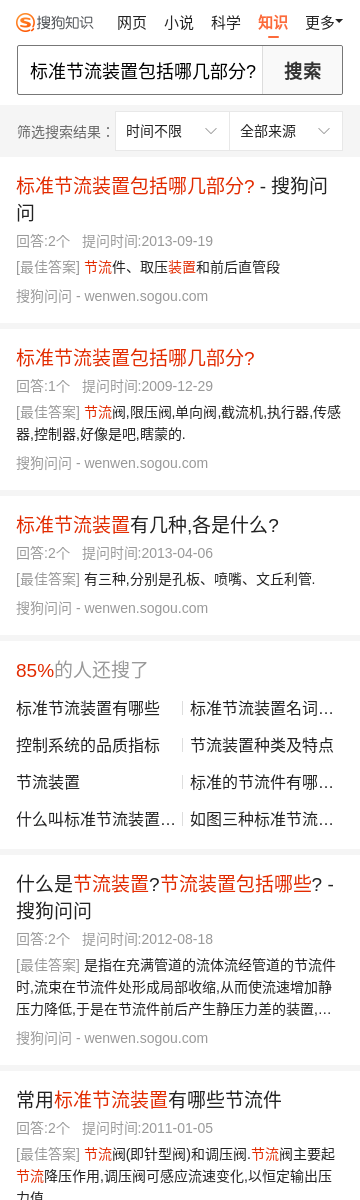 搜狗知识 网页 小说 科学 知识 更多
标准节流装置包括哪几部分? 搜索
筛选搜索结果: 时间不限 全部来源
标准节流装置包括哪几部分? - 搜狗问
问
回答:2个 提问时间:2013-09-19
[最佳答案] 节流件、取压装置和前后直管段
搜狗问问 - wenwen.sogou.com
标准节流装置包括哪几部分?
回答:1个 提问时间:2009-12-29
[最佳答案] 节流阀,限压阀,单向阀,截流机,执行器,传感
器,控制器,好像是吧,瞎蒙的.
搜狗问问 - wenwen.sogou.com
标准节流装置有几种,各是什么?
回答:2个 提问时间:2013-04-06
[最佳答案] 有三种,分别是孔板、喷嘴、文丘利管.
搜狗问问 - wenwen.sogou.com
85%的人还搜了
标准节流装置有哪些 标准节流装置名词…
控制系统的品质指标 节流装置种类及特点
节流装置 标准的节流件有哪…
什么叫标准节流装置… 如图三种标准节流…
什么是节流装置?节流装置包括哪些? -
搜狗问问
回答:2个 提问时间:2012-08-18
[最佳答案] 是指在充满管道的流体流经管道的节流件
时,流束在节流件处形成局部收缩,从而使流速增加静
压力降低,于是在节流件前后产生静压力差的装置,…
搜狗问问 - wenwen.sogou.com
常用标准节流装置有哪些节流件
回答:2个 提问时间:2011-01-05
[最佳答案] 节流阀(即针型阀)和调压阀.节流阀主要起
节流降压作用,调压阀可感应流速变化,以恒定输出压
力值